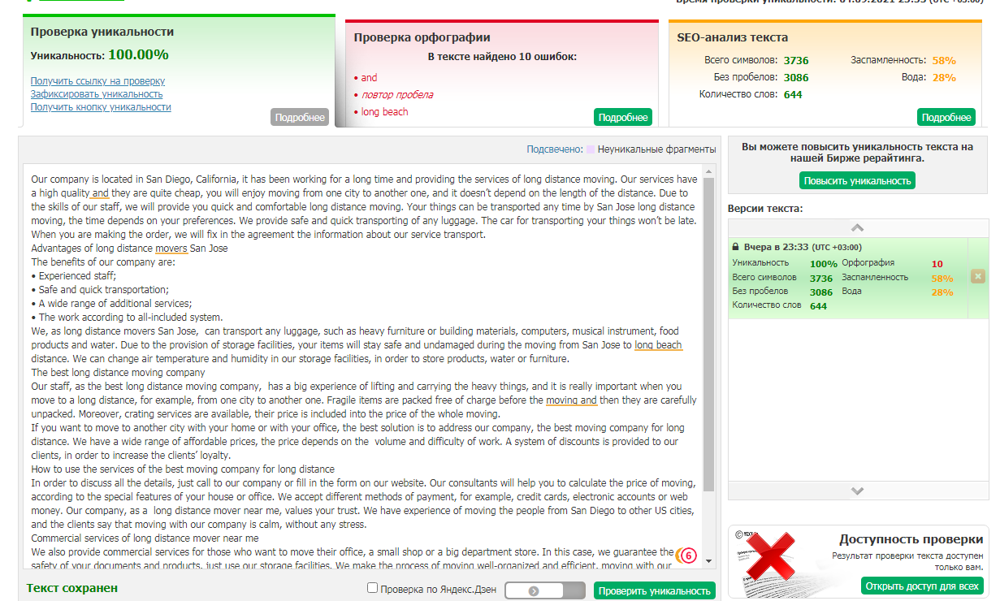 Время проверки уникальности: 04.09.2021 23:33 (UTC +03:00)
Проверка уникальности
Уникальность: 100.00%
Получить ссылку на проверку
Зафиксировать уникальность
Получить кнопку уникальности
Подробнее
Проверка орфографии
В тексте найдено 10 ошибок:
• and
• повтор пробела
• long beach
Подробнее
SEO-анализ текста
Всего символов: 3736 Заспамленность: 58%
Без пробелов: 3086 Вода: 28%
Количество слов: 644
Подробнее
Подсвечено: Неуникальные фрагменты
Our company is located in San Diego, California, it has been working for a long time and providing the services of long distance moving. Our services have
a high quality and they are quite cheap, you will enjoy moving from one city to another one, and it doesn’t depend on the length of the distance. Due to
the skills of our staff, we will provide you quick and comfortable long distance moving. Your things can be transported any time by San Jose long distance
moving, the time depends on your preferences. We provide safe and quick transporting of any luggage. The car for transporting your things won’t be late.
When you are making the order, we will fix in the agreement the information about our service transport.
Advantages of long distance movers San Jose
The benefits of our company are:
• Experienced staff;
• Safe and quick transportation;
• A wide range of additional services;
• The work according to all-included system.
We, as long distance movers San Jose,  can transport any luggage, such as heavy furniture or building materials, computers, musical instrument, food
products and water. Due to the provision of storage facilities, your items will stay safe and undamaged during the moving from San Jose to long beach
distance. We can change air temperature and humidity in our storage facilities, in order to store products, water or furniture.
The best long distance moving company
Our staff, as the best long distance moving company,  has a big experience of lifting and carrying the heavy things, and it is really important when you
move to a long distance, for example, from one city to another one. Fragile items are packed free of charge before the moving and then they are carefully
unpacked. Moreover, crating services are available, their price is included into the price of the whole moving.
If you want to move to another city with your home or with your office, the best solution is to address our company, the best moving company for long
distance. We have a wide range of affordable prices, the price depends on the  volume and difficulty of work. A system of discounts is provided to our
clients, in order to increase the clients’ loyalty.
How to use the services of the best moving company for long distance
In order to discuss all the details, just call to our company or fill in the form on our website. Our consultants will help you to calculate the price of moving,
according to the special features of your house or office. We accept different methods of payment, for example, credit cards, electronic accounts or web
money. Our company, as a  long distance mover near me, values your trust. We have experience of moving the people from San Diego to other US cities,
and the clients say that moving with our company is calm, without any stress.
Commercial services of long distance mover near me
We also provide commercial services for those who want to move their office, a small shop or a big department store. In this case, we guarantee the
safety of your documents and products, just use our storage facilities. We make the process of moving well-organized and efficient, moving with our
6
Текст сохранен
Проверка по Яндекс.Дзен
Проверить уникальность
Вы можете повысить уникальность текста на
нашей Бирже рерайтинга.
Повысить уникальность
Версии текста:
Вчера в 23:33 (UTC +03:00)
Уникальность 100% Орфография 10
Всего символов 3736 Заспамленность 58%
Без пробелов 3086 Вода 28%
Количество слов 644
Доступность проверки
Результат проверки текста доступен
только вам.
Открыть доступ для всех